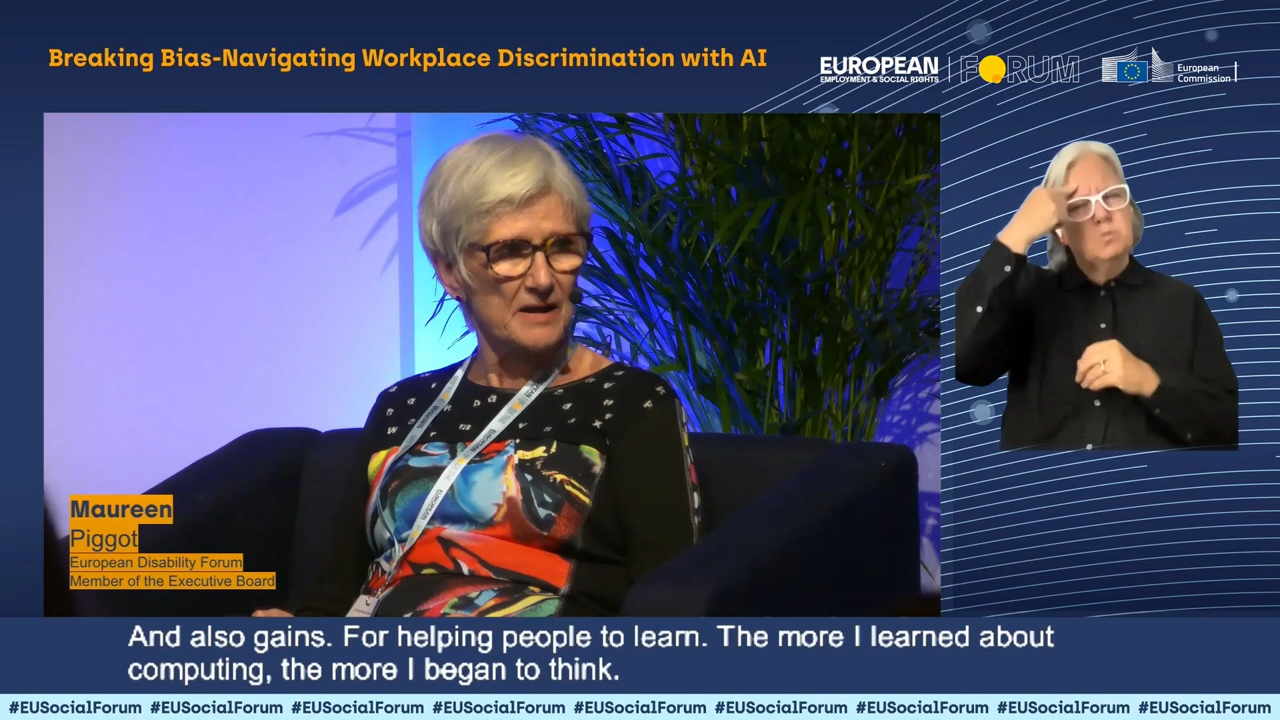 Breaking Bias-Navigating Workplace Discrimination with AI
EUROPEAN
EMPLOYMENT & SOCIAL RIGHTS
FORUM
European
Commission
Maureen
Piggot
European Disability Forum
Member of the Executive Board
And also gains. For helping people to learn. The more I learned about
computing, the more I began to think.
#EUSocialForum #EUSocialForum #EUSocialForum #EUSocialForum #EUSocialForum #EUSocialForum #EUSocialForum #EUSocialForum #EUSocialForum